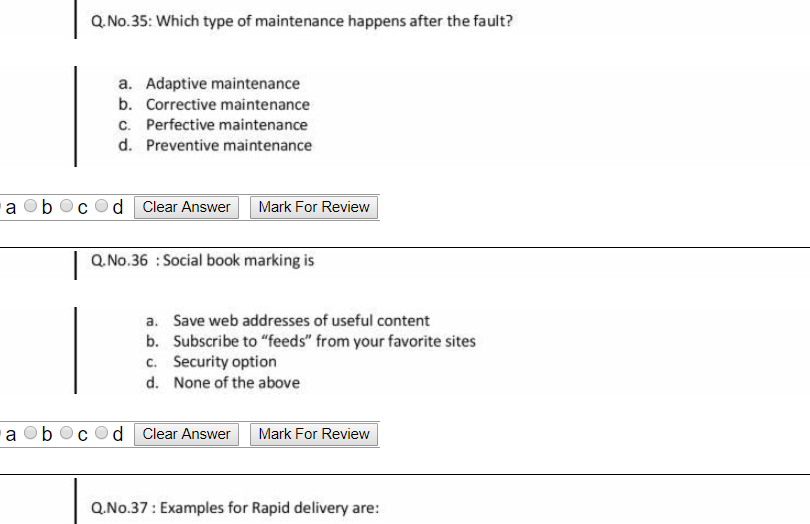 Q.No.35: Which type of maintenance happens after the fault?
a. Adaptive maintenance
b. Corrective maintenance
c. Perfective maintenance
d. Preventive maintenance
a b c d Clear Answer Mark For Review
Q.No.36 : Social book marking is
a. Save web addresses of useful content
b. Subscribe to “feeds” from your favorite sites
c. Security option
d. None of the above
a b c d Clear Answer Mark For Review
Q.No.37 : Examples for Rapid delivery are: